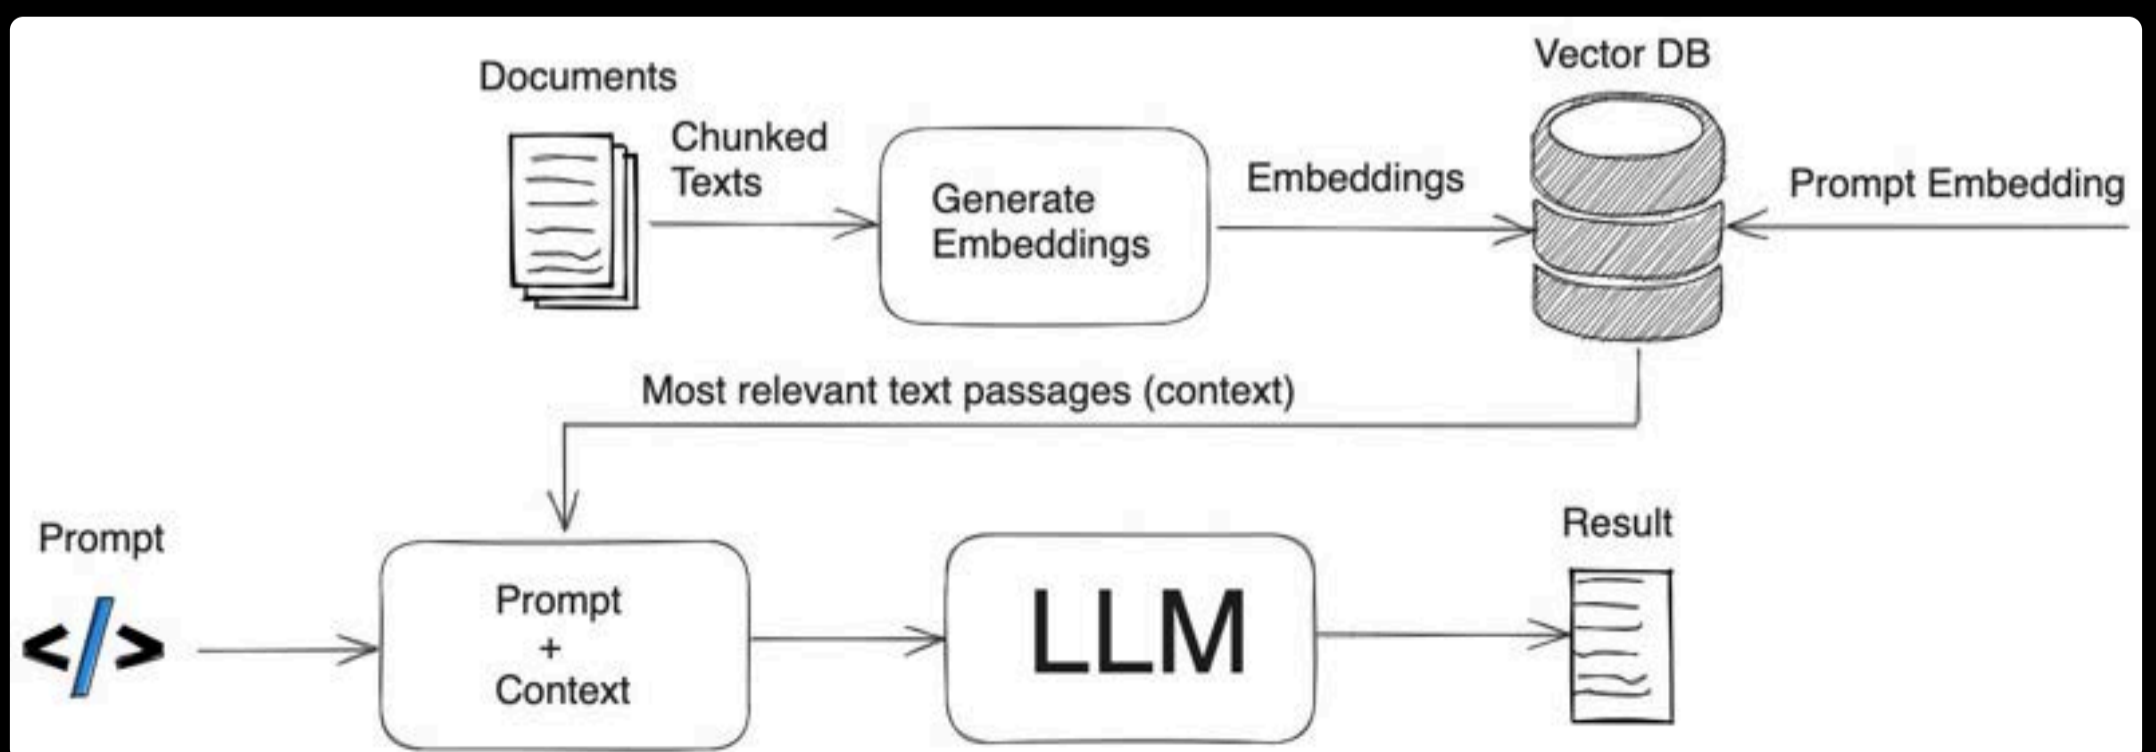 Documents
Chunked
Texts
Generate
Embeddings
Embeddings
Vector DB
Prompt Embedding
Most relevant text passages (context)
Prompt
</>
Prompt
+
Context
LLM
Result